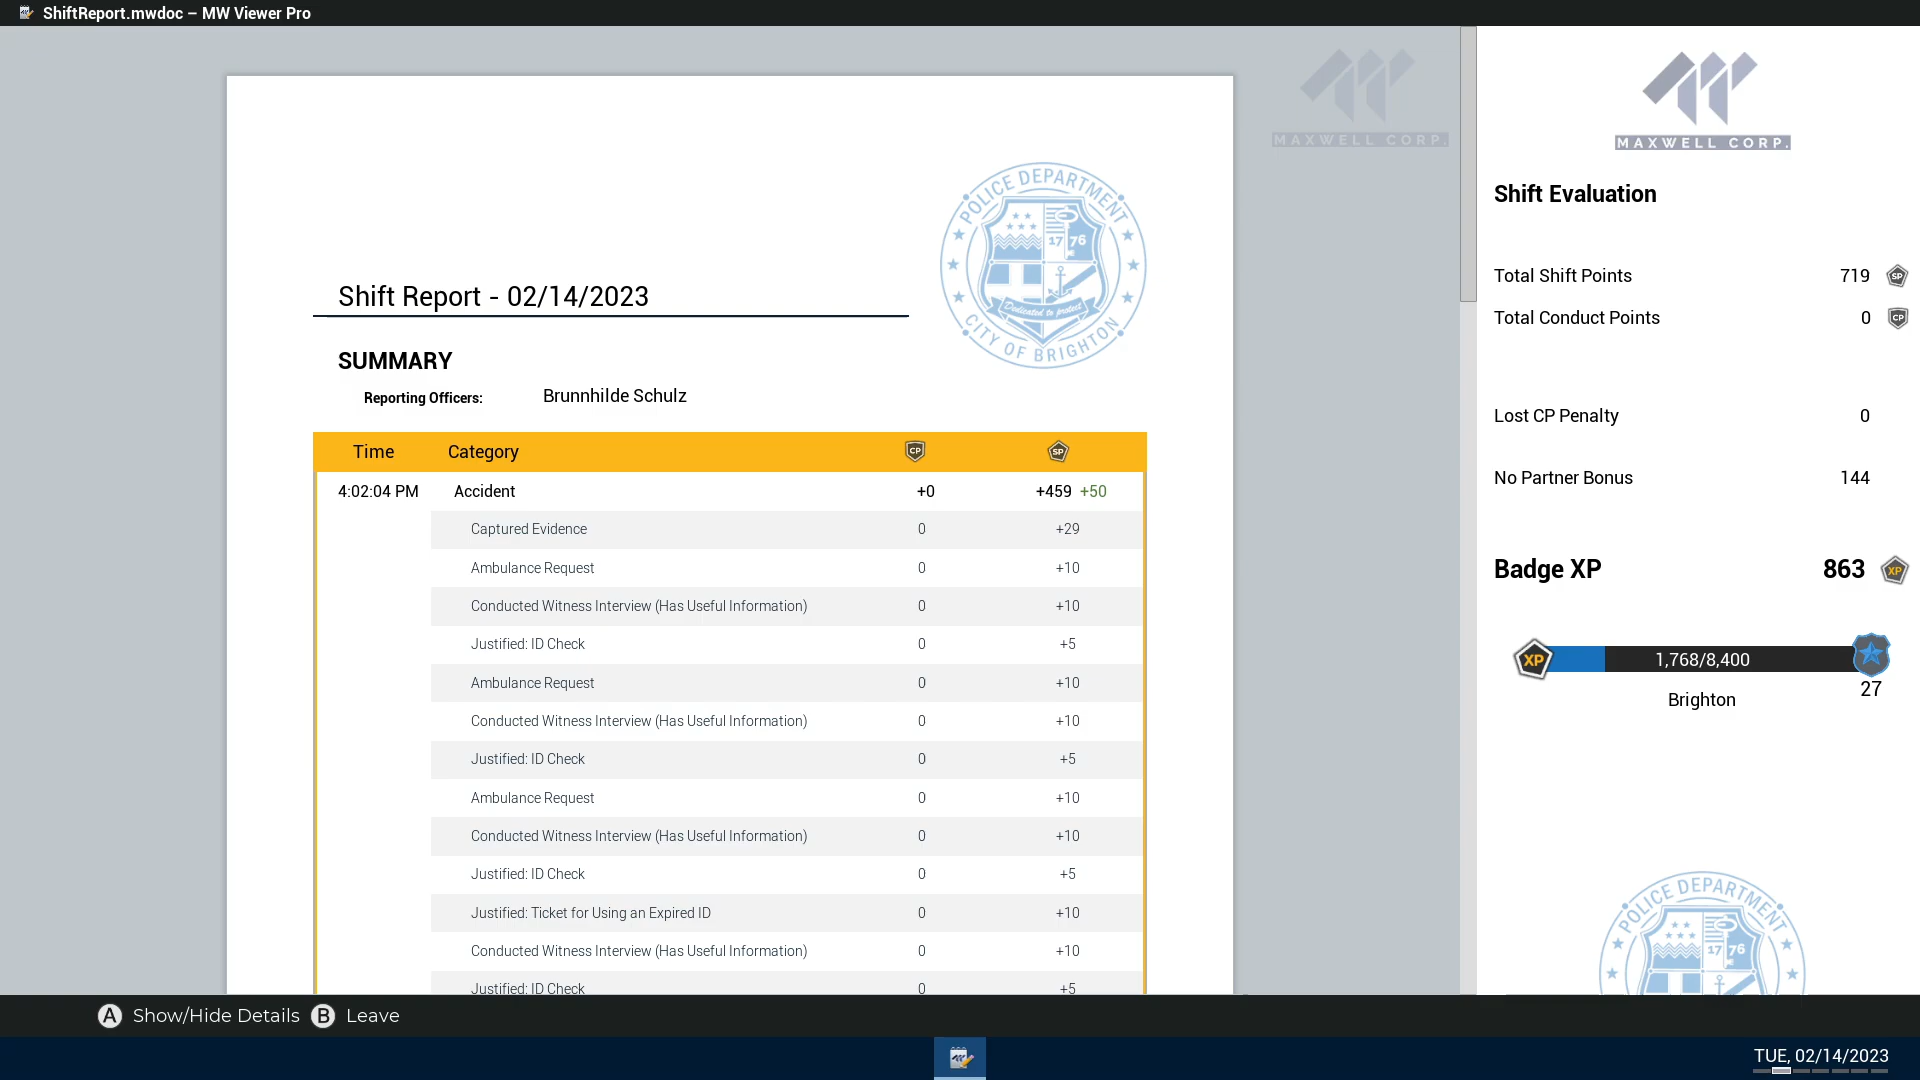 ShiftReport.mwdoc – MW Viewer Pro
MAXWELL CORP.
MAXWELL CORP.
POLICE DEPARTMENT
17 76
Dedicated to protect
CITY OF BRIGHTON
Shift Report - 02/14/2023
SUMMARY
Reporting Officers: Brunnhilde Schulz
Time Category CP SP
4:02:04 PM Accident +0 +459 +50
Captured Evidence 0 +29
Ambulance Request 0 +10
Conducted Witness Interview (Has Useful Information) 0 +10
Justified: ID Check 0 +5
Ambulance Request 0 +10
Conducted Witness Interview (Has Useful Information) 0 +10
Justified: ID Check 0 +5
Ambulance Request 0 +10
Conducted Witness Interview (Has Useful Information) 0 +10
Justified: ID Check 0 +5
Justified: Ticket for Using an Expired ID 0 +10
Conducted Witness Interview (Has Useful Information) 0 +10
Justified: ID Check 0 +5
Shift Evaluation
Total Shift Points 719 SP
Total Conduct Points 0 CP
Lost CP Penalty 0
No Partner Bonus 144
Badge XP 863 XP
XP 1,768/8,400
27
Brighton
POLICE DEPARTMENT
17 76
A Show/Hide Details B Leave
TUE, 02/14/2023